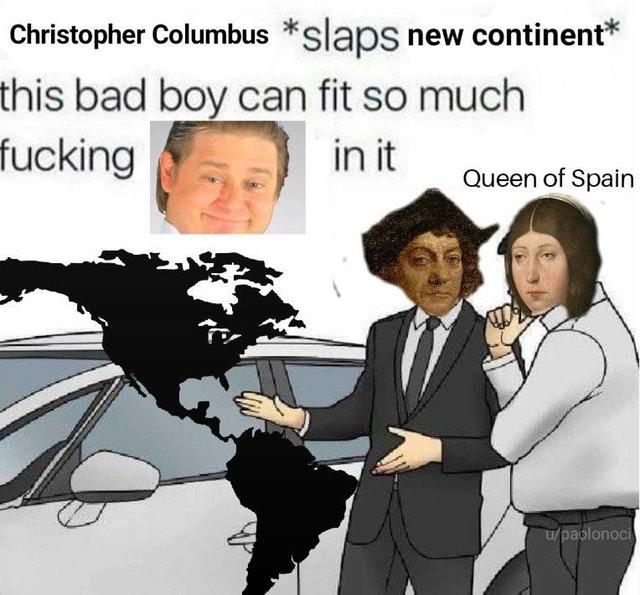 Christopher Columbus *slaps new continent*
this bad boy can fit so much
fucking in it
Queen of Spain
u/paolonoci